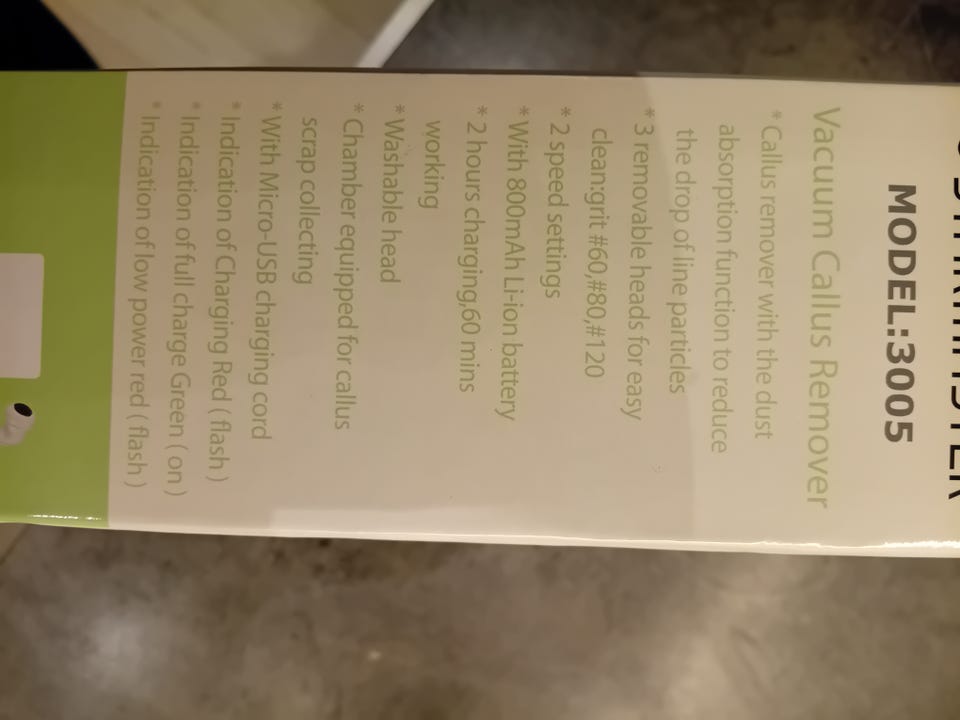 MODEL:3005
Vacuum Callus Remover
* Callus remover with the dust
absorption function to reduce
the drop of line particles
* 3 removable heads for easy
clean:grit #60,#80,#120
* 2 speed settings
* With 800mAh Li-ion battery
* 2 hours charging,60 mins
working
* Washable head
* Chamber equipped for callus
scrap collecting
* With Micro-USB charging cord
* Indication of Charging Red ( flash )
* Indication of full charge Green ( on )
* Indication of low power red ( flash )